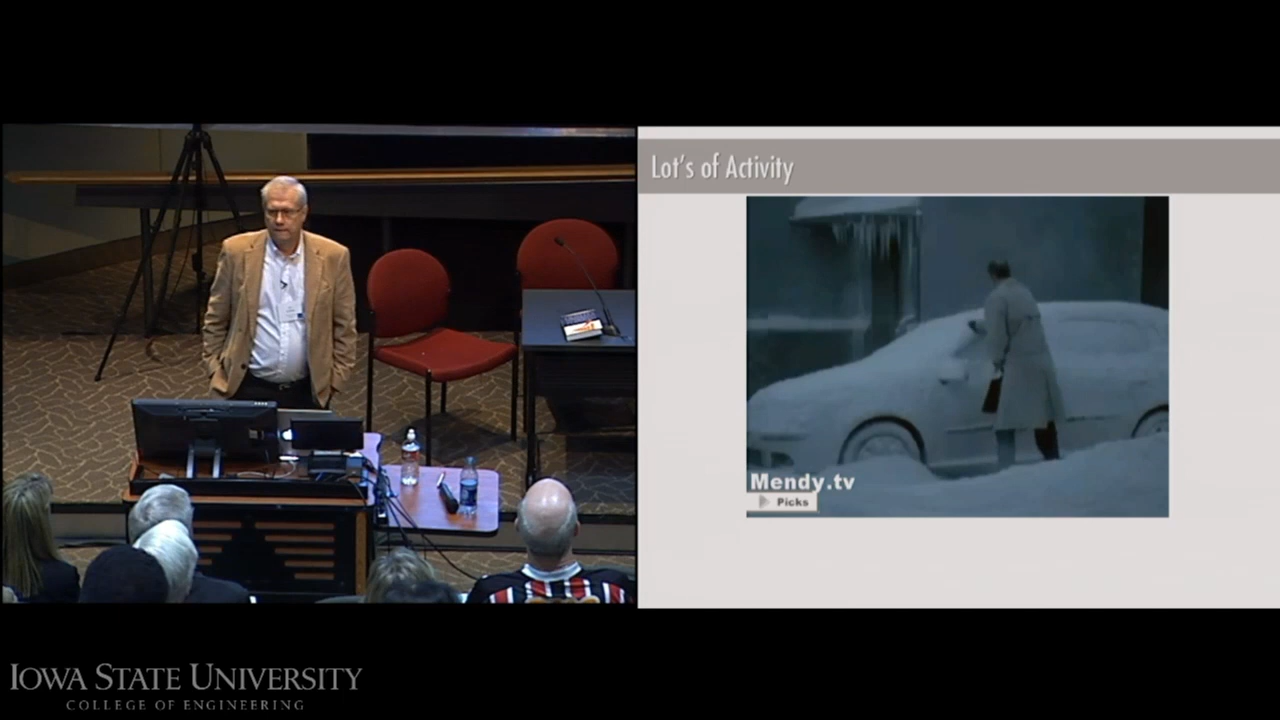 Lot's of Activity
Mendy.tv
Picks
IOWA STATE UNIVERSITY
COLLEGE OF ENGINEERING